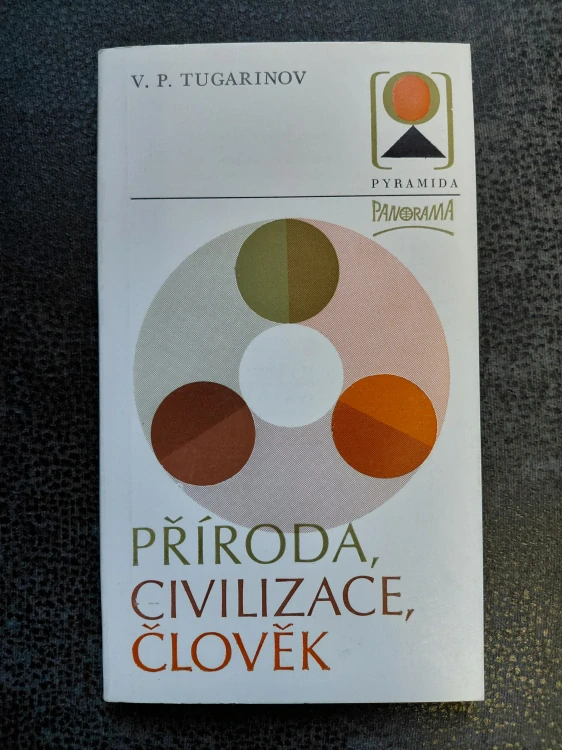 V. P. TUGARINOV
PYRAMIDA
PANORAMA
PŘÍRODA,
CIVILIZACE,
ČLOVĚK